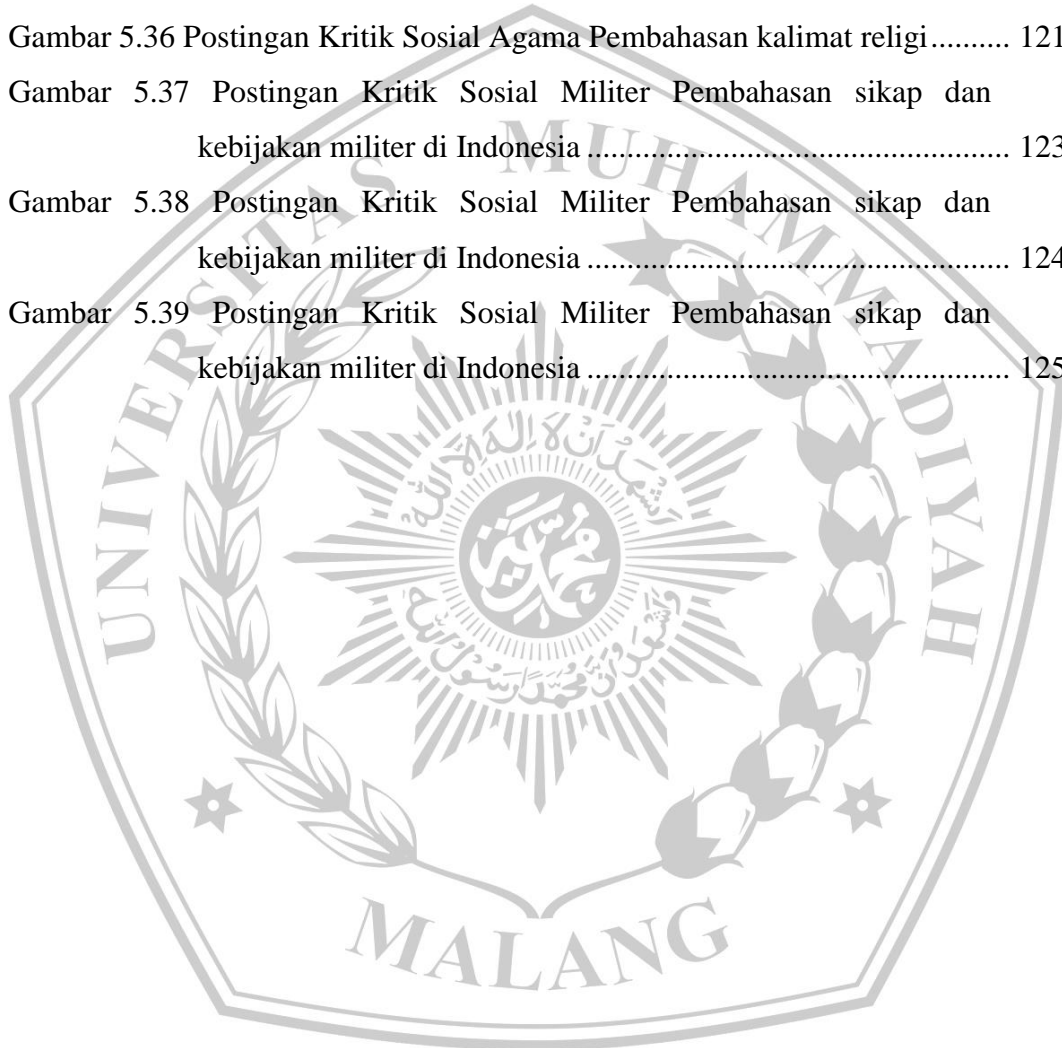 Gambar 5.36 Postingan Kritik Sosial Agama Pembahasan kalimat religi.......... 121
Gambar 5.37 Postingan Kritik Sosial Militer Pembahasan sikap dan
kebijakan militer di Indonesia ...................................................... 123
Gambar 5.38 Postingan Kritik Sosial Militer Pembahasan sikap dan
kebijakan militer di Indonesia ...................................................... 124
Gambar 5.39 Postingan Kritik Sosial Militer Pembahasan sikap dan
kebijakan militer di Indonesia ...................................................... 125
UNIVERSITAS MUHAMMADIYAH
MALANG